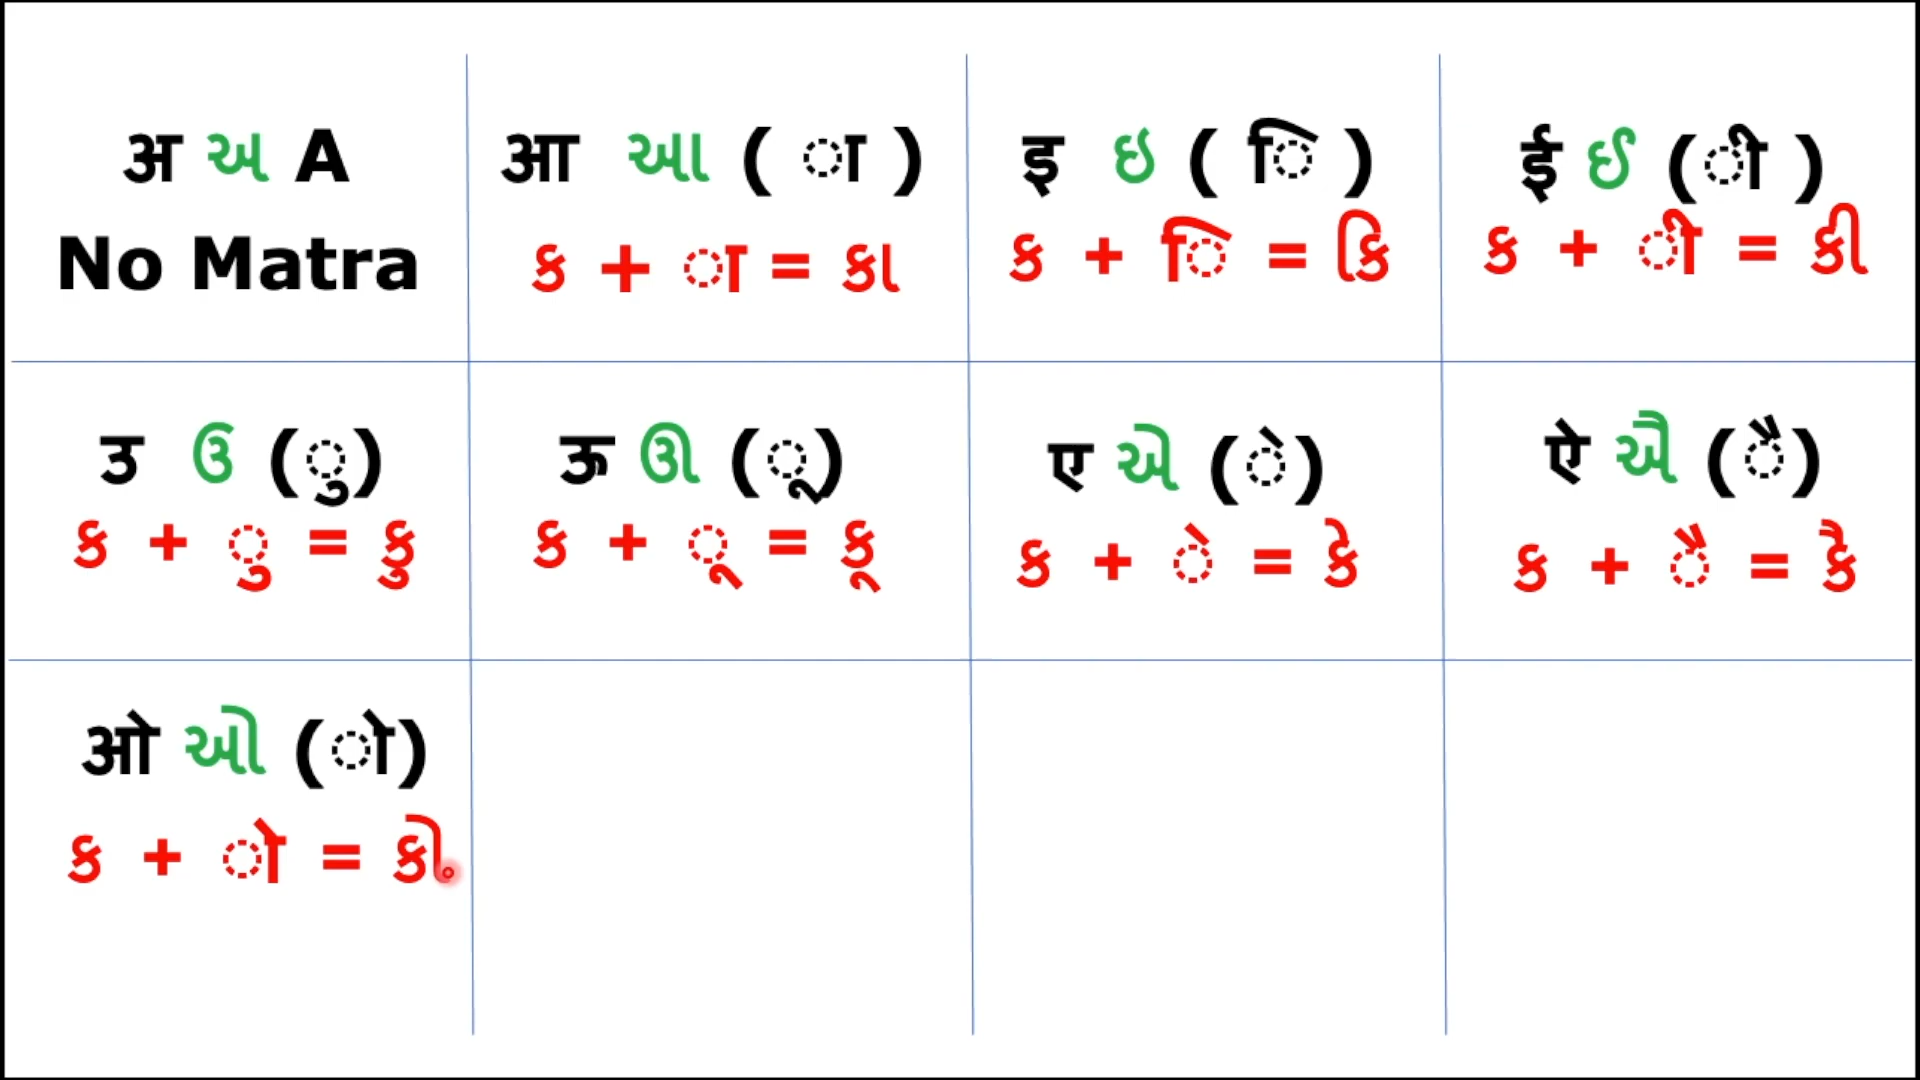 अ અ A
No Matra
आ આ ( ा )
ક + ा = કા
इ ઇ ( ि )
ક + ि = કિ
ई ઈ (ी )
ક + ी = કી
उ ઉ (ु)
ક + ु = કુ
ऊ ઊ (ू)
ક + ू = કૂ
ए એ (े)
ક + े = કે
ऐ ઐ (ै)
ક + ै = કૈ
ओ ઓ (ो)
ક + ो = કો